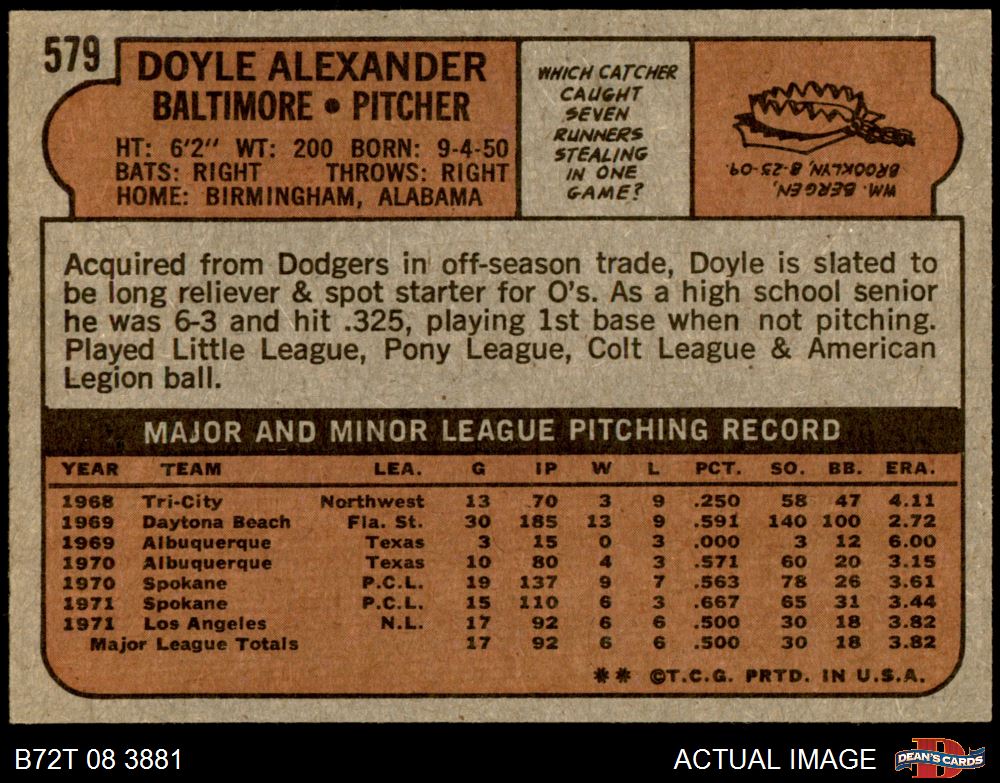 579
DOYLE ALEXANDER
BALTIMORE • PITCHER
HT: 6'2" WT: 200 BORN: 9-4-50
BATS: RIGHT THROWS: RIGHT
HOME: BIRMINGHAM, ALABAMA
WHICH CATCHER
CAUGHT
SEVEN
RUNNERS
STEALING
IN ONE
GAME?
WM. BERGEN,
BROOKLYN, 8-23-09.
Acquired from Dodgers in off-season trade, Doyle is slated to
be long reliever & spot starter for O's. As a high school senior
he was 6-3 and hit .325, playing 1st base when not pitching.
Played Little League, Pony League, Colt League & American
Legion ball.
MAJOR AND MINOR LEAGUE PITCHING RECORD
YEAR TEAM LEA. G IP W L PCT. SO. BB. ERA.
1968 Tri-City Northwest 13 70 3 9 .250 58 47 4.11
1969 Daytona Beach Fla. St. 30 185 13 9 .591 140 100 2.72
1969 Albuquerque Texas 3 15 0 3 .000 3 12 6.00
1970 Albuquerque Texas 10 80 4 3 .571 60 20 3.15
1970 Spokane P.C.L. 19 137 9 7 .563 78 26 3.61
1971 Spokane P.C.L. 15 110 6 3 .667 65 31 3.44
1971 Los Angeles N.L. 17 92 6 6 .500 30 18 3.82
Major League Totals 17 92 6 6 .500 30 18 3.82
** ©T.C.G. PRTD. IN U.S.A.
B72T 08 3881
ACTUAL IMAGE
D
DEAN'S CARDS